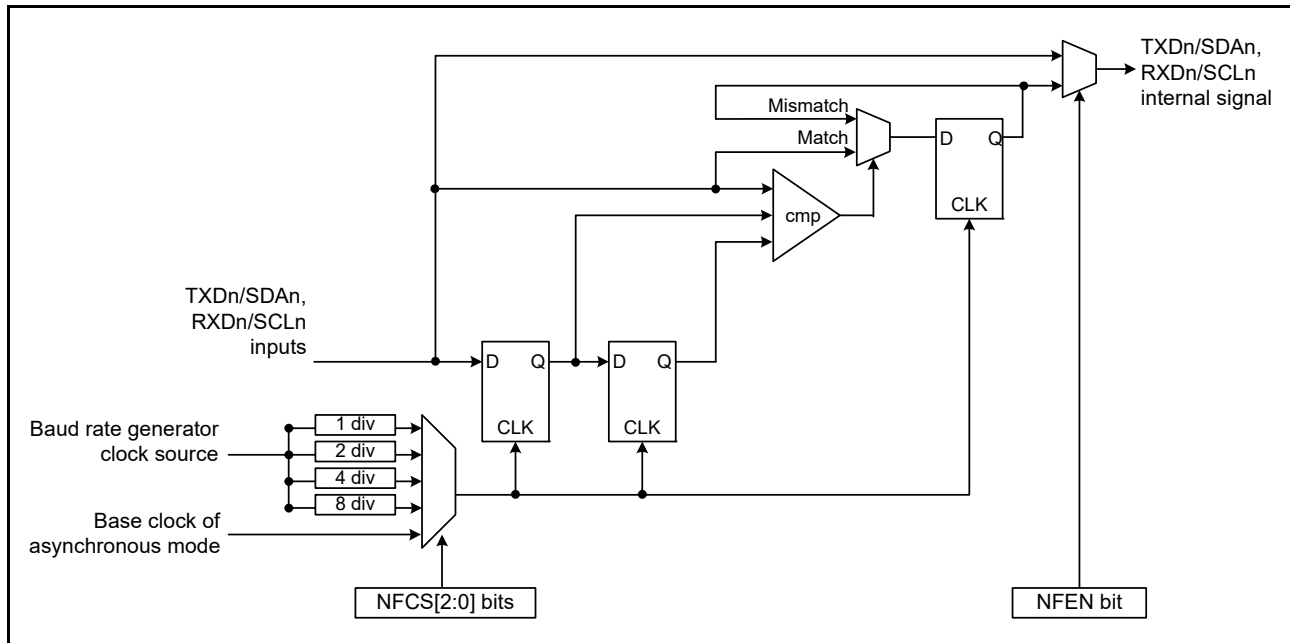 TXDn/SDAn,
RXDn/SCLn
internal signal
Mismatch
Match
D
Q
CLK
cmp
TXDn/SDAn,
RXDn/SCLn
inputs
D
Q
CLK
D
Q
CLK
Baud rate generator
clock source
1 div
2 div
4 div
8 div
Base clock of
asynchronous mode
NFCS[2:0] bits
NFEN bit